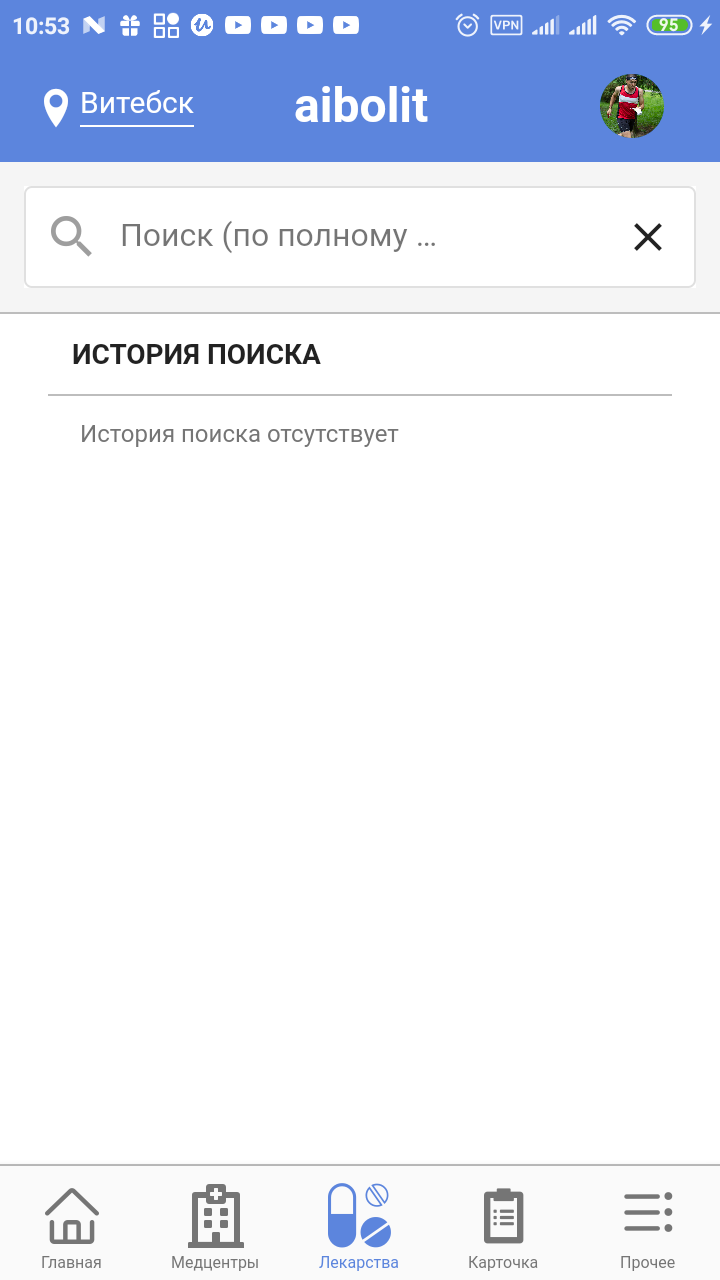 10:53 VPN 95
Витебск aibolit
Поиск (по полному ...
ИСТОРИЯ ПОИСКА
История поиска отсутствует
Главная Медцентры Лекарства Карточка Прочее